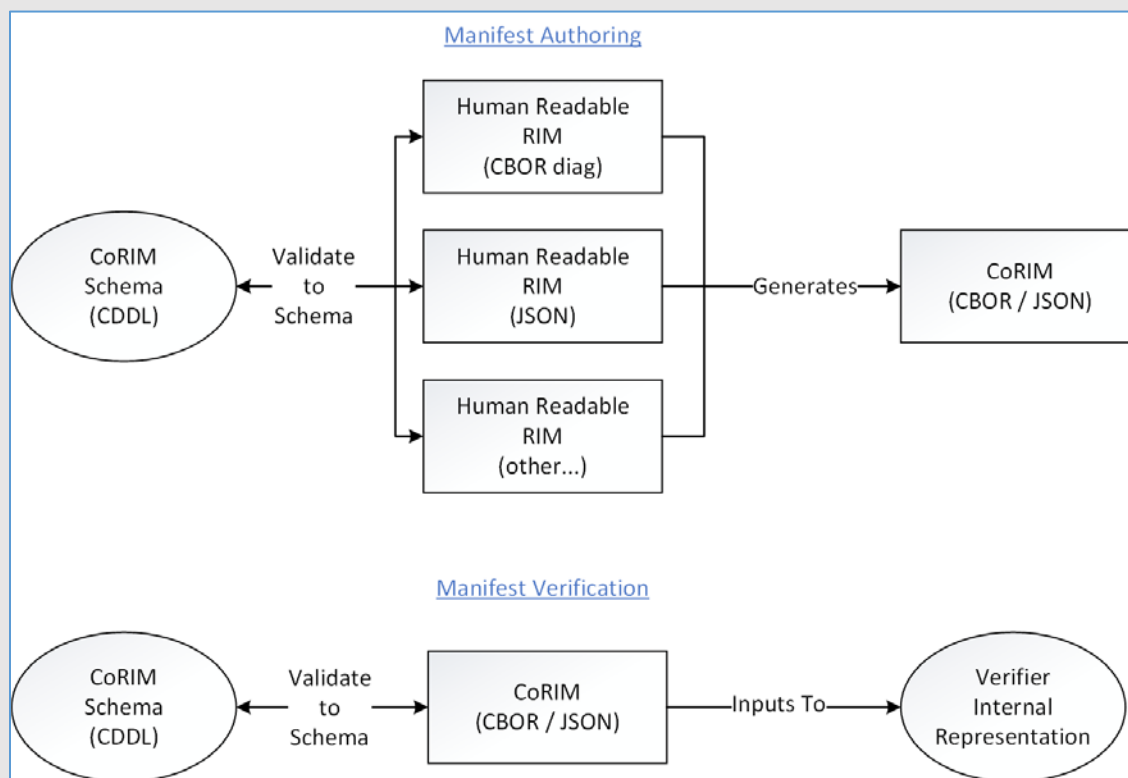 Manifest Authoring
Human Readable
RIM
(CBOR diag)
CoRIM
Schema
(CDDL)
Validate
to
Schema
Human Readable
RIM
(JSON)
Generates
CoRIM
(CBOR / JSON)
Human Readable
RIM
(other...)
Manifest Verification
CoRIM
Schema
(CDDL)
Validate
to
Schema
CoRIM
(CBOR / JSON)
Inputs To
Verifier
Internal
Representation